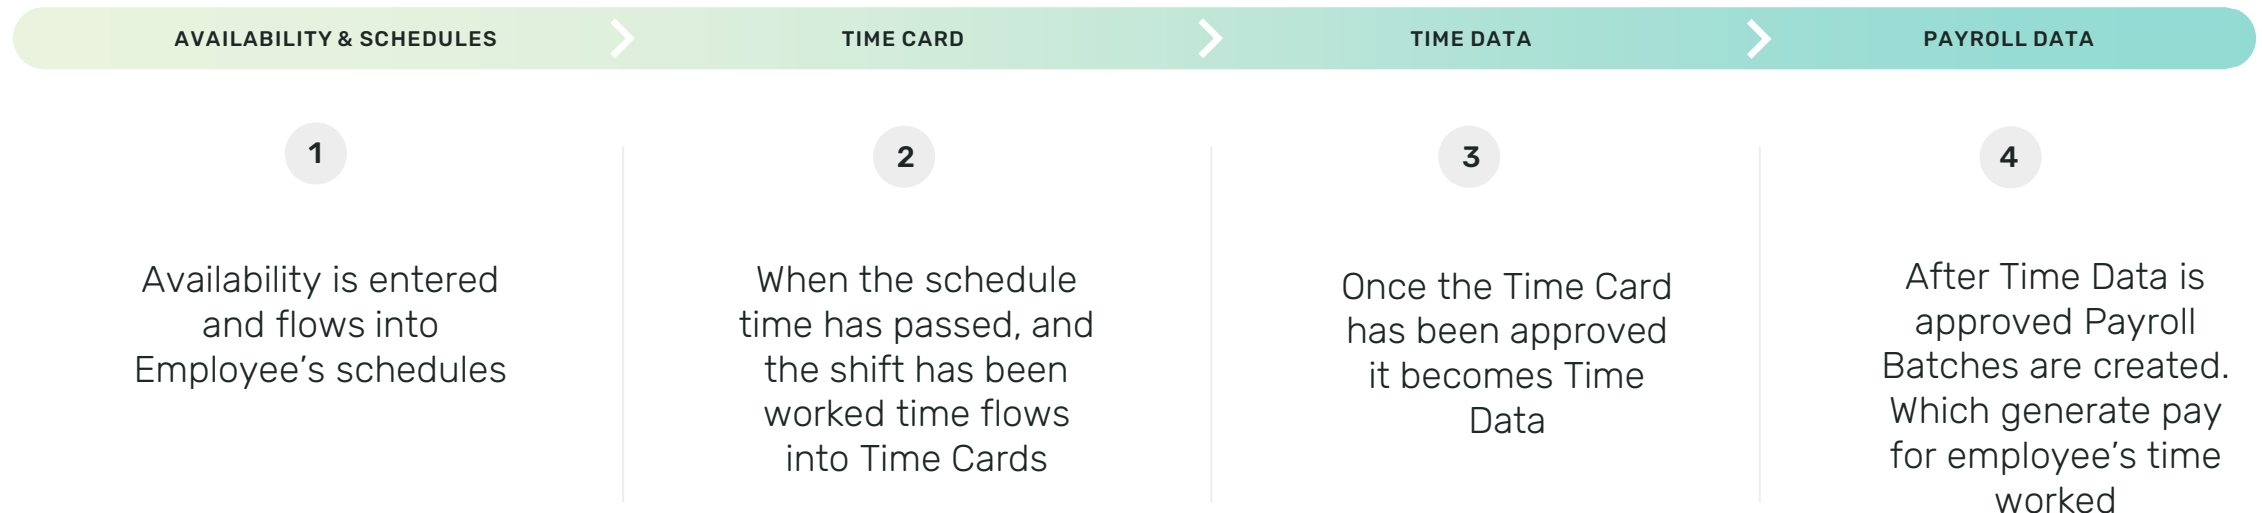 AVAILABILITY & SCHEDULES
TIME CARD
TIME DATA
PAYROLL DATA
1
Availability is entered
and flows into
Employee's schedules
2
When the schedule
time has passed, and
the shift has been
worked time flows
into Time Cards
3
Once the Time Card
has been approved
it becomes Time
Data
4
After Time Data is
approved Payroll
Batches are created.
Which generate pay
for employee's time
worked